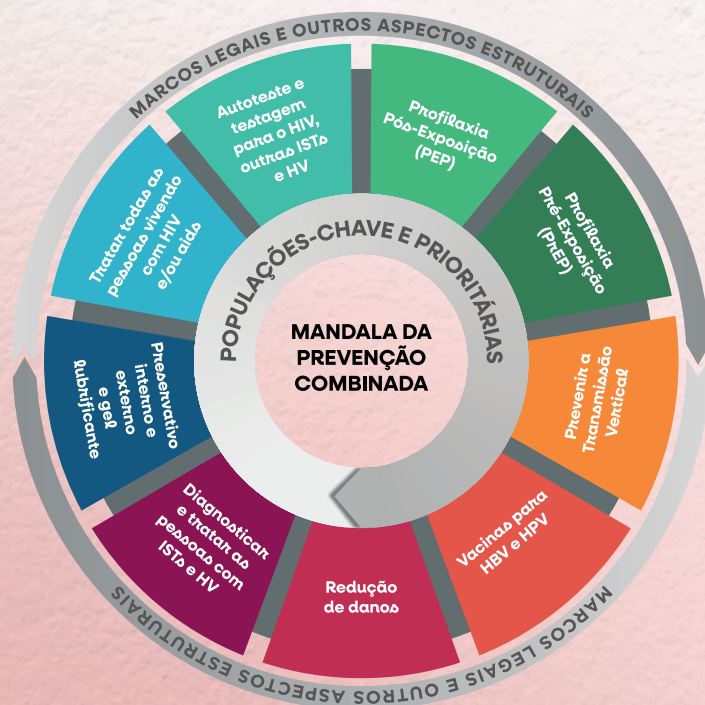 MARCOS LEGAIS E OUTROS ASPECTOS ESTRUTURAIS
Autoteste e
testagem
para o HIV,
outras ISTs
e HV
Profilaxia
Pós-Exposição
(PEP)
Profilaxia
Pré-Exposição
(PrEP)
Prevenir a
Transmissão
Vertical
Vacinas para
HBV e HPV
Redução
de danos
Diagnosticar
e tratar as
pessoas com
ISTs e HV
Preservativo
interno e
externo
e gel
lubrificante
Tratar todas as
pessoas vivendo
com HIV
e/ou aids
POPULAÇÕES-CHAVE E PRIORITÁRIAS
MANDALA DA
PREVENÇÃO
COMBINADA
MARCOS LEGAIS E OUTROS ASPECTOS ESTRUTURAIS